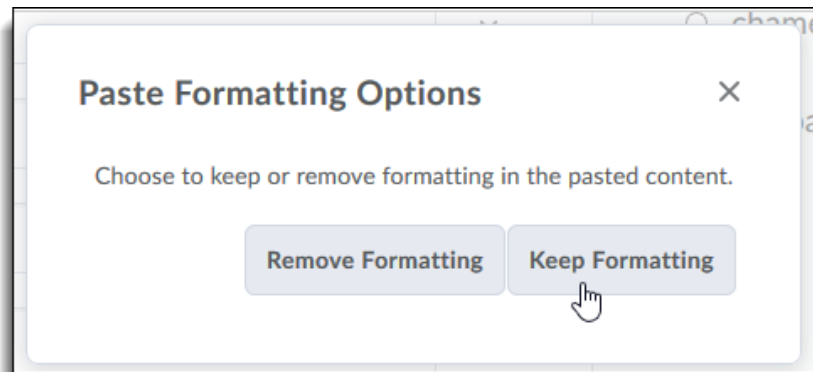 Paste Formatting Options
Choose to keep or remove formatting in the pasted content.
Remove Formatting Keep Formatting